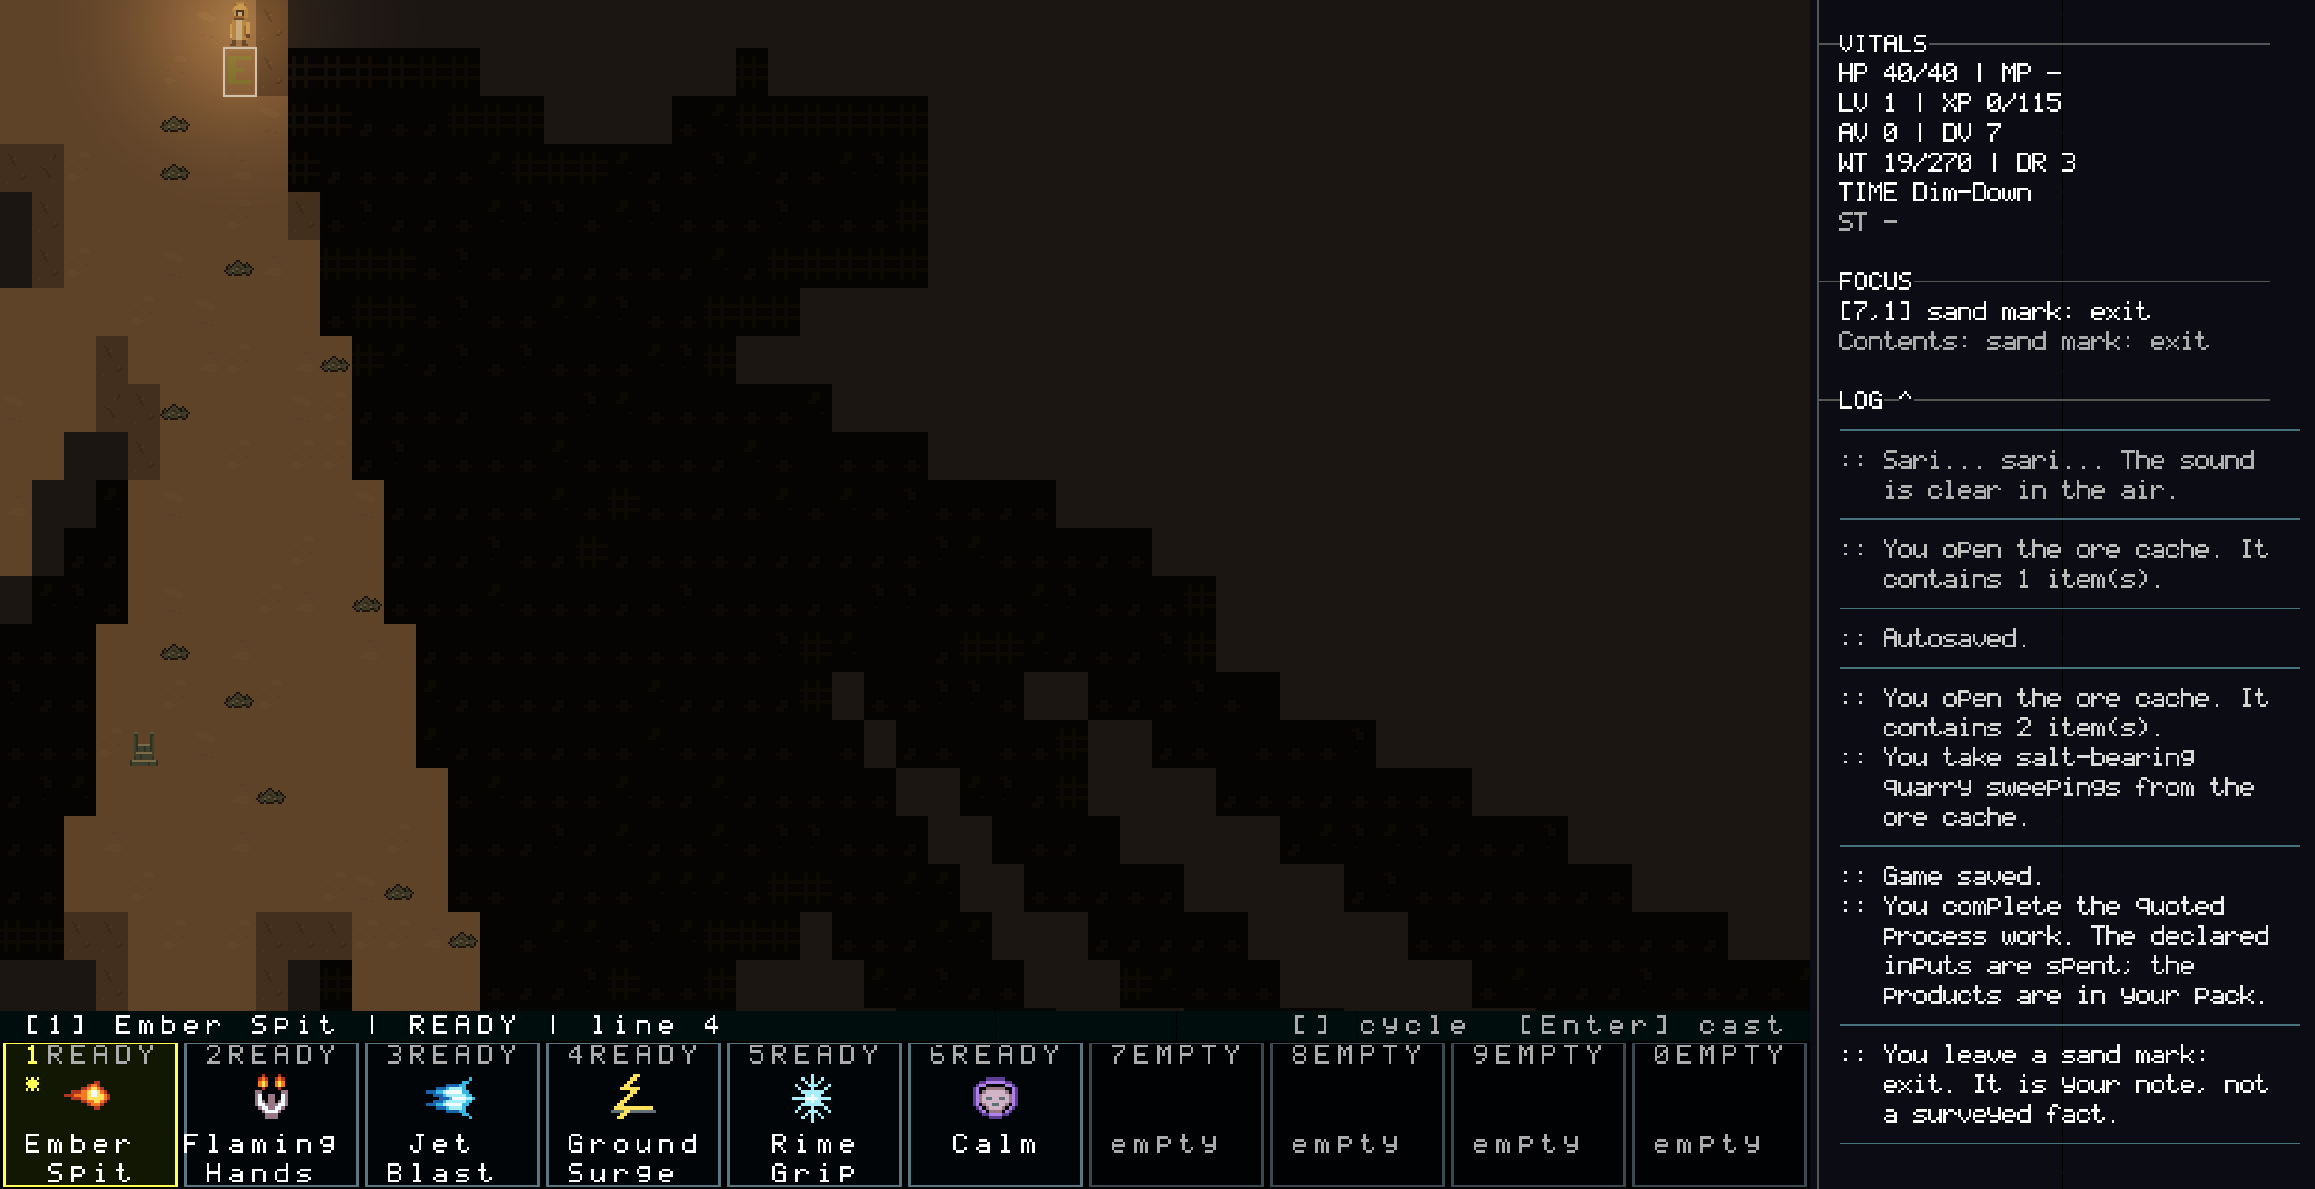 E
VITALS
HP 40/40 | MP -
LV 1 | XP 0/115
AV 0 | DV 7
WT 19/270 | DR 3
TIME Dim-Down
ST -
FOCUS
[7,1] sand mark: exit
Contents: sand mark: exit
LOG ^
:: Sari... sari... The sound
is clear in the air.
:: You open the ore cache. It
contains 1 item(s).
:: Autosaved.
:: You open the ore cache. It
contains 2 item(s).
:: You take salt-bearing
quarry sweepings from the
ore cache.
:: Game saved.
:: You complete the quoted
process work. The declared
inputs are spent; the
products are in your pack.
:: You leave a sand mark:
exit. It is your note, not
a surveyed fact.
[1] Ember Spit | READY | line 4
[] cycle [Enter] cast
1READY
Ember
Spit
2READY
Flaming
Hands
3READY
Jet
Blast
4READY
Ground
Surge
5READY
Rime
Grip
6READY
Calm
7EMPTY
empty
8EMPTY
empty
9EMPTY
empty
0EMPTY
empty